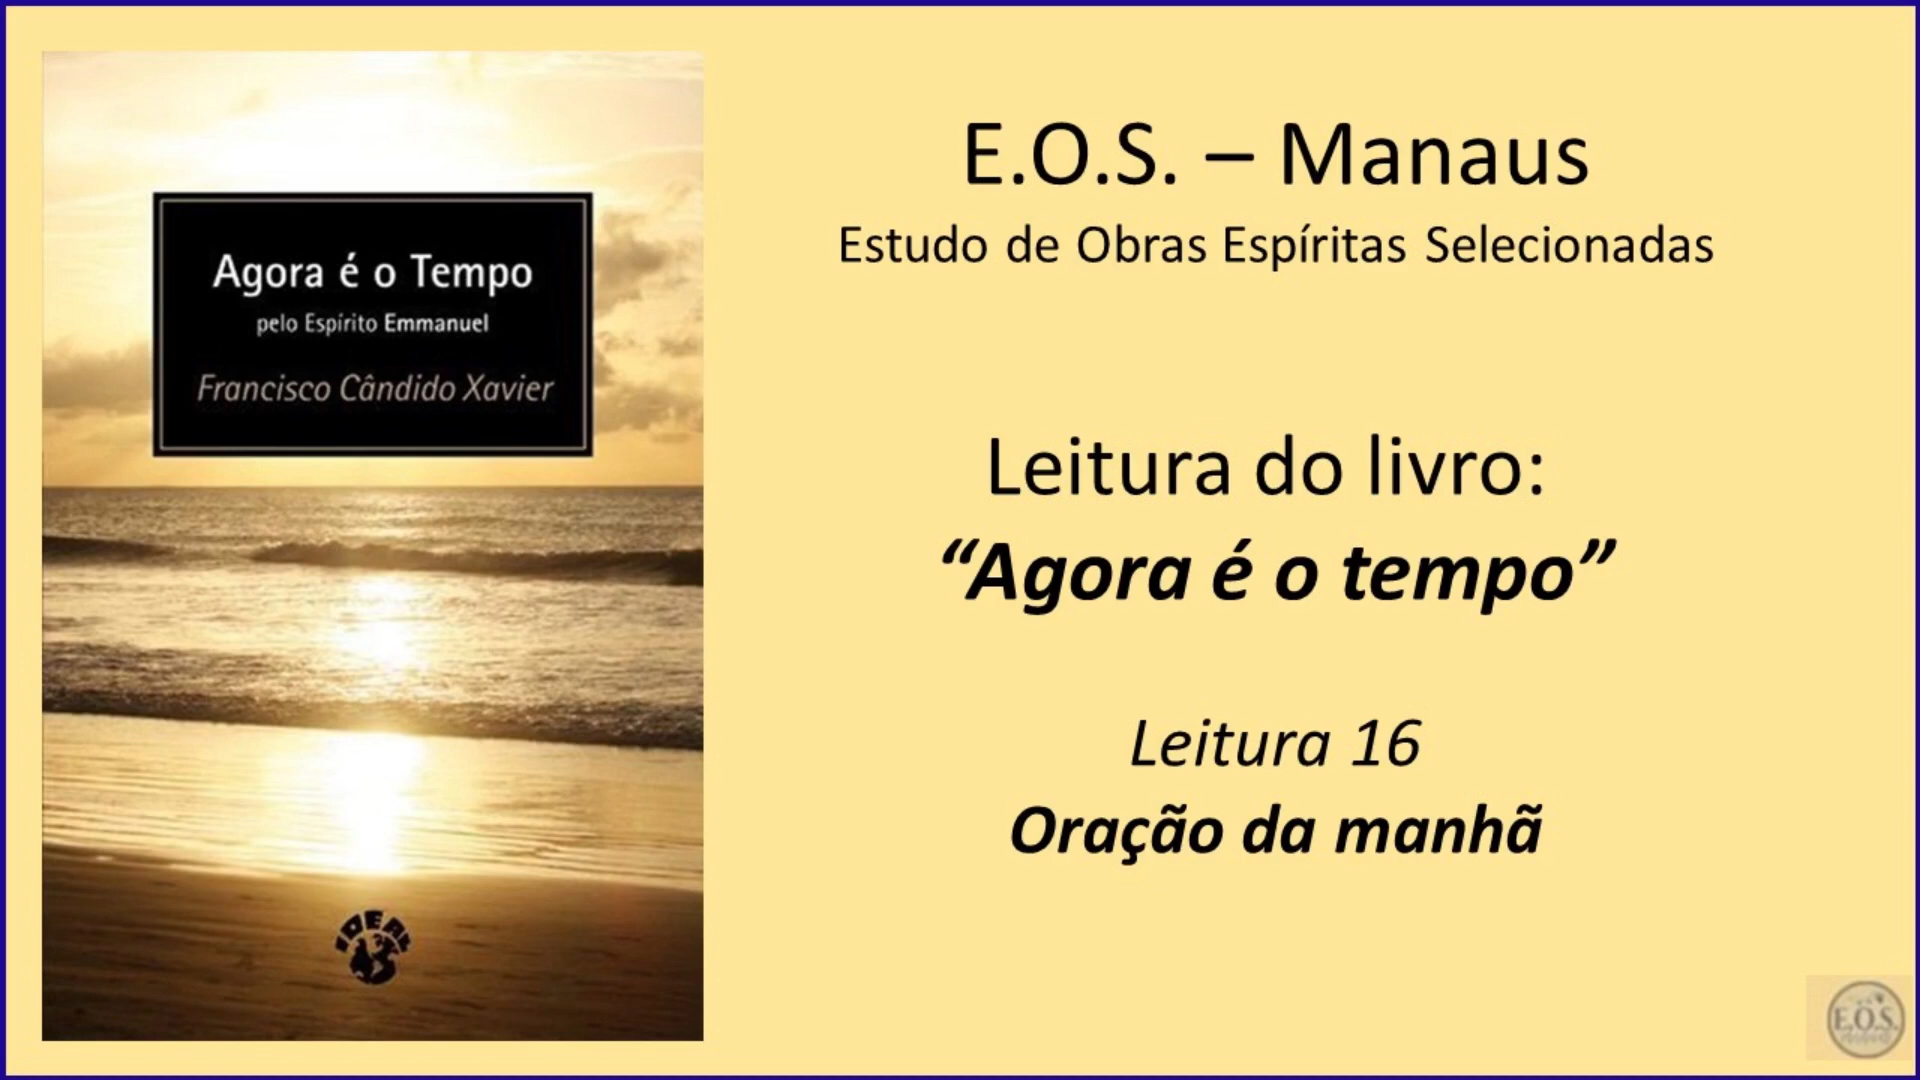 Agora é o Tempo
pelo Espírito Emmanuel
Francisco Cândido Xavier
IDEAL
E.O.S. – Manaus
Estudo de Obras Espíritas Selecionadas
Leitura do livro:
“Agora é o tempo”
Leitura 16
Oração da manhã
E.O.S.